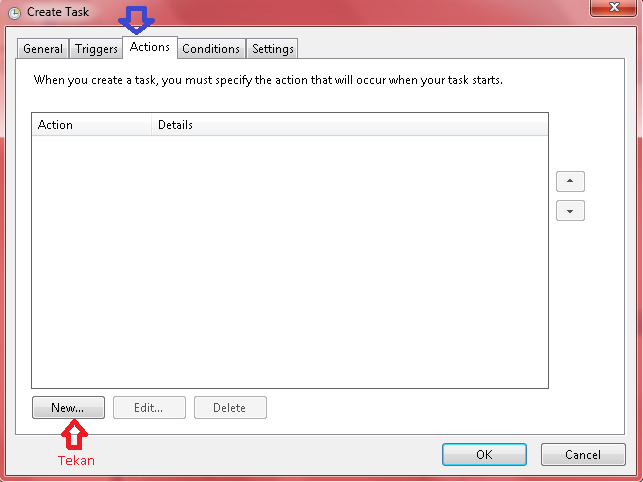 Create Task
General Triggers Actions Conditions Settings
When you create a task, you must specify the action that will occur when your task starts.
Action Details
New... Edit... Delete
Tekan
OK Cancel